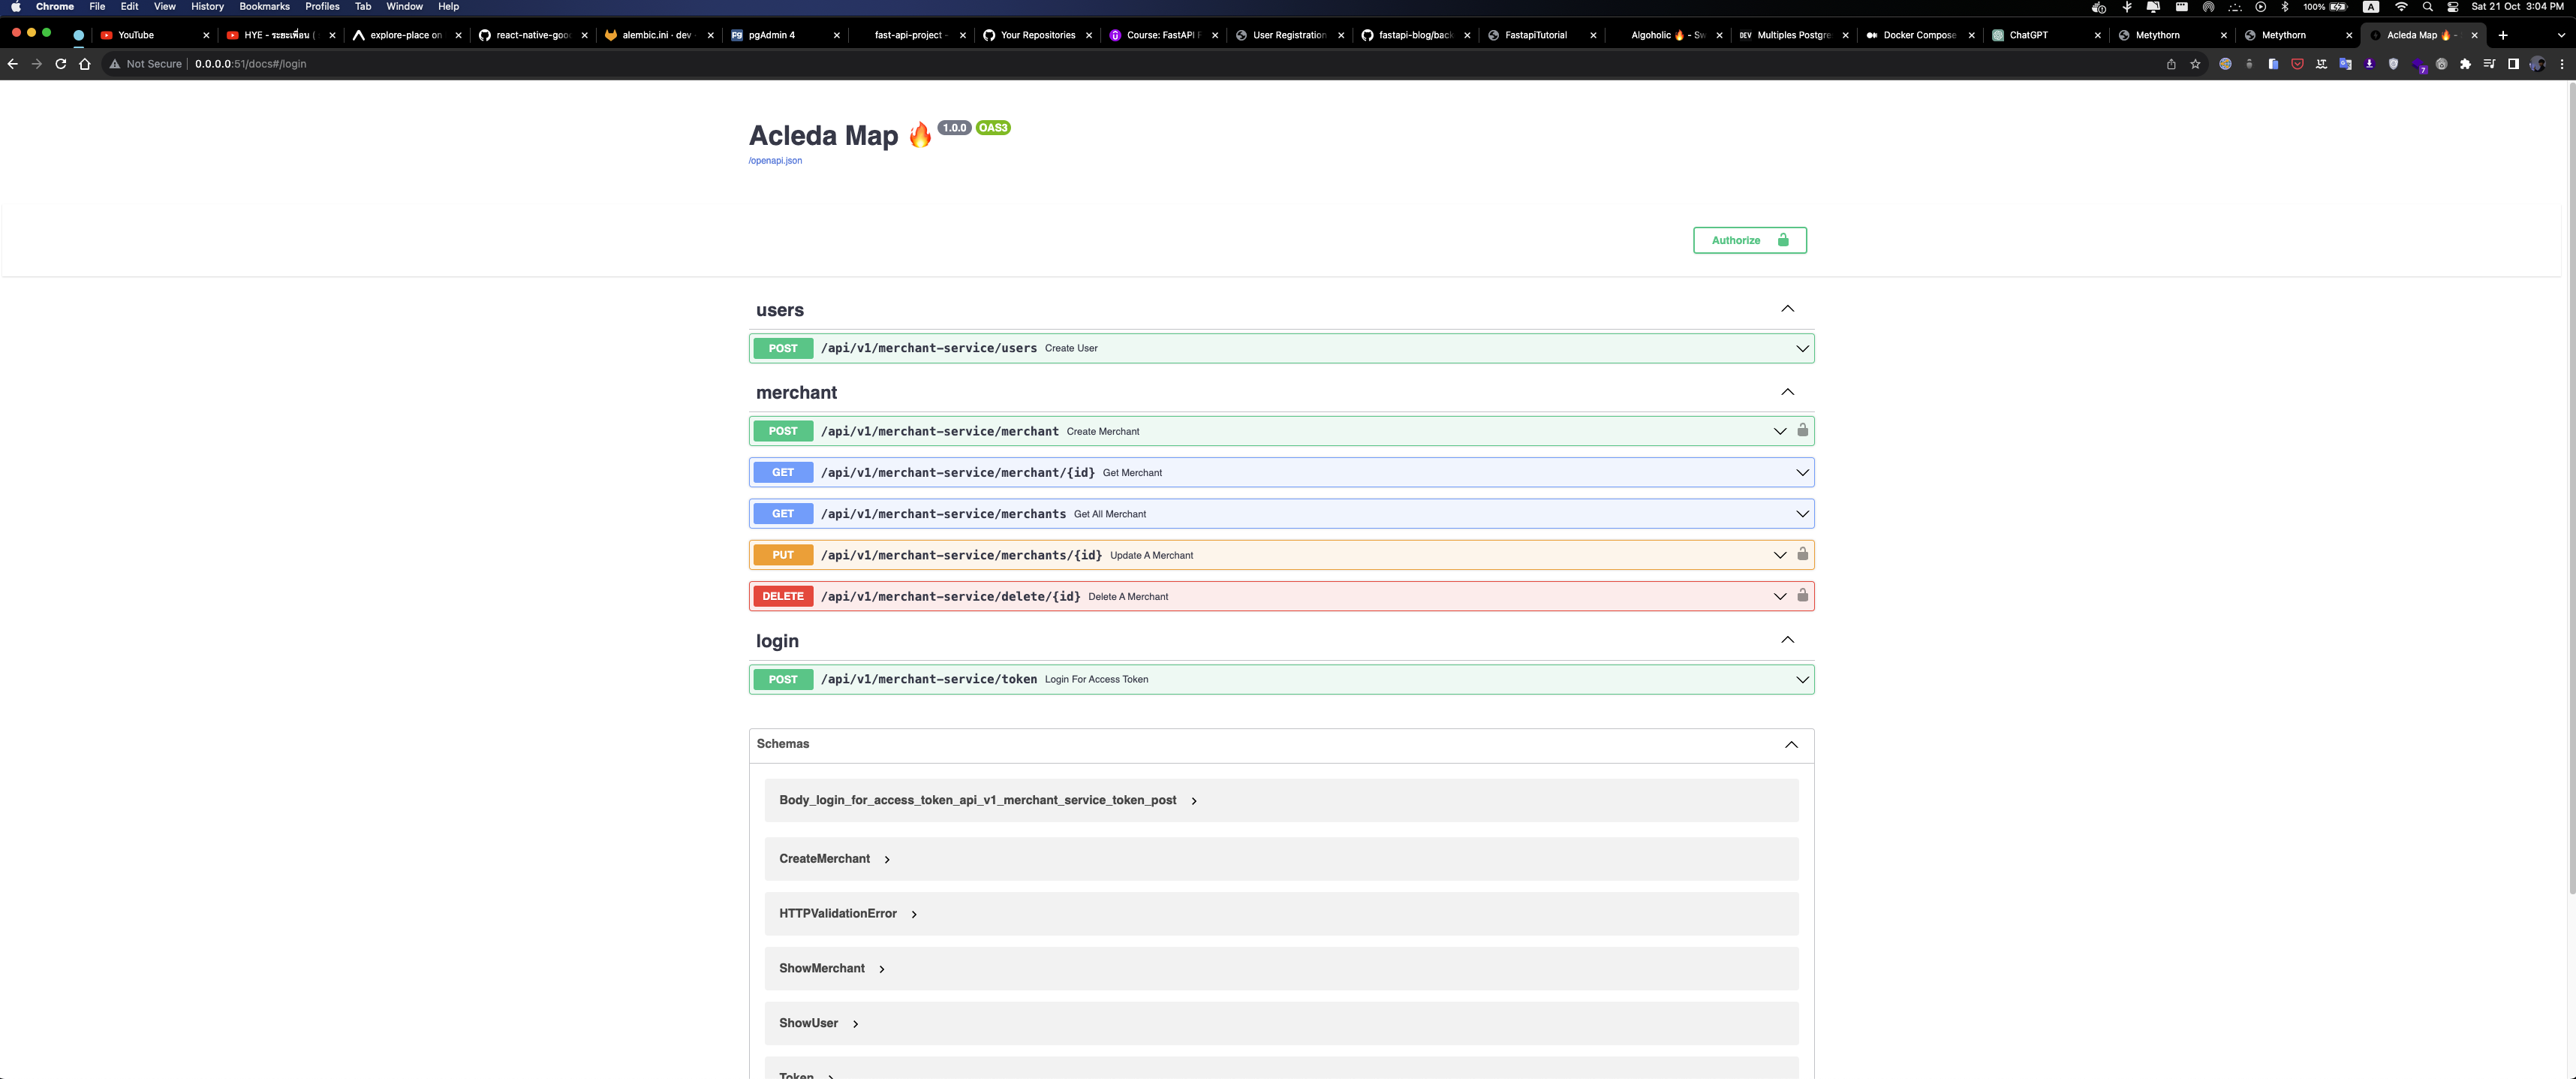 Chrome File Edit View History Bookmarks Profiles Tab Window Help 100% A Sat 21 Oct 3:04 PM
YouTube HYE - ระยะเพื่อน ( explore-place on react-native-goo alembic.ini · dev pgAdmin 4 fast-api-project - Your Repositories Course: FastAPI F User Registration fastapi-blog/back FastapiTutorial Algoholic 🔥 - Sw DEV Multiples Postgre Docker Compose ChatGPT Metythorn Metythorn Acleda Map 🔥 -
Not Secure 0.0.0.0:51/docs#/login
Acleda Map 🔥 1.0.0 OAS3
/openapi.json
Authorize
users
POST /api/v1/merchant-service/users Create User
merchant
POST /api/v1/merchant-service/merchant Create Merchant
GET /api/v1/merchant-service/merchant/{id} Get Merchant
GET /api/v1/merchant-service/merchants Get All Merchant
PUT /api/v1/merchant-service/merchants/{id} Update A Merchant
DELETE /api/v1/merchant-service/delete/{id} Delete A Merchant
login
POST /api/v1/merchant-service/token Login For Access Token
Schemas
Body_login_for_access_token_api_v1_merchant_service_token_post
CreateMerchant
HTTPValidationError
ShowMerchant
ShowUser
Token